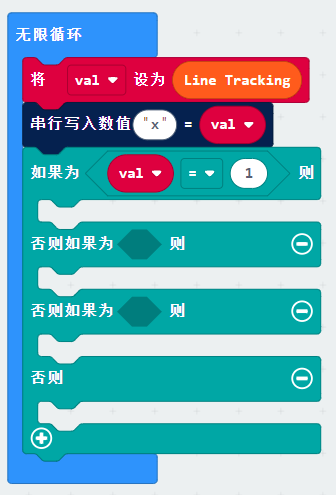 无限循环
将 val 设为 Line Tracking
串行写入数值 "x" = val
如果为 val = 1 则
否则如果为 则
否则如果为 则
否则